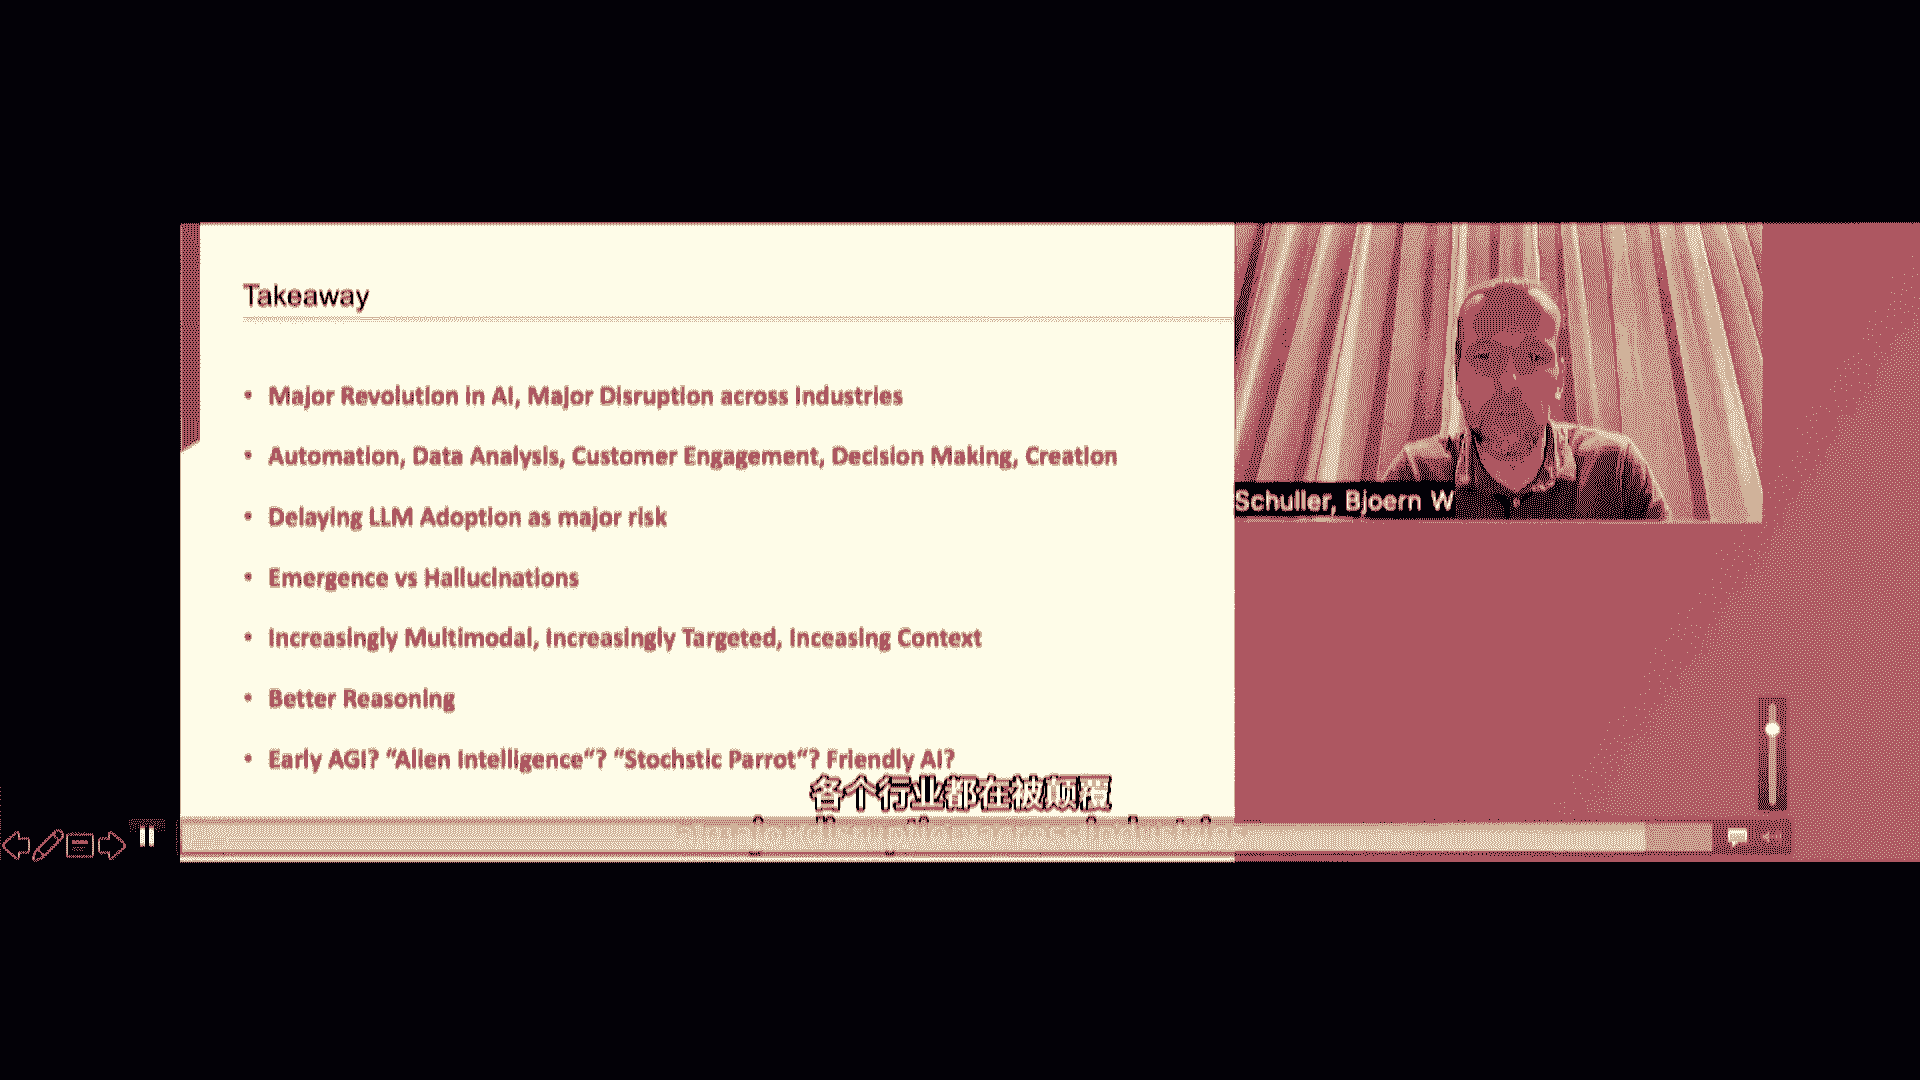 Takeaway
• Major Revolution in AI, Major Disruption across Industries
• Automation, Data Analysis, Customer Engagement, Decision Making, Creation
• Delaying LLM Adoption as major risk
• Emergence vs Hallucinations
• Increasingly Multimodal, Increasingly Targeted, Inceasing Context
• Better Reasoning
• Early AGI? “Alien Intelligence“? “Stochstic Parrot“? Friendly AI?
Schuller, Bjoern W
各个行业都在被颠覆
a major disruption across industries